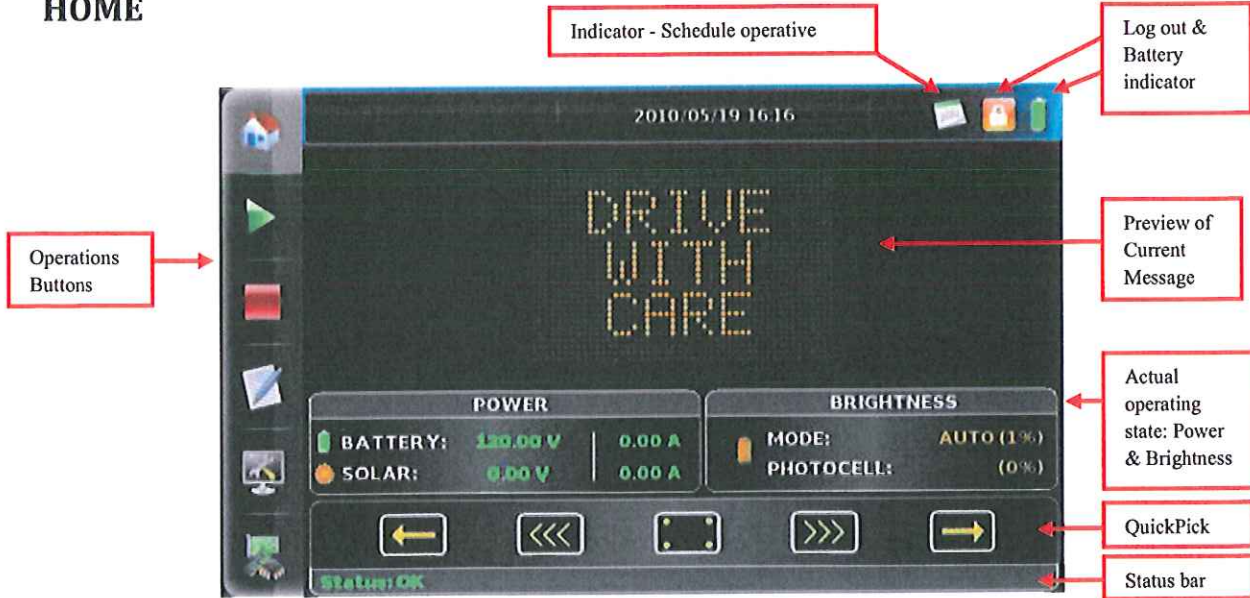 HOME
Indicator - Schedule operative
Log out &
Battery
indicator
2010/05/19 16:16
DRIVE
WITH
CARE
Operations
Buttons
Preview of
Current
Message
POWER
BATTERY: 120.00 V 0.00 A
SOLAR: 0.00 V 0.00 A
BRIGHTNESS
MODE: AUTO (1%)
PHOTOCELL: (0%)
Actual
operating
state: Power
& Brightness
QuickPick
Status: OK
Status bar